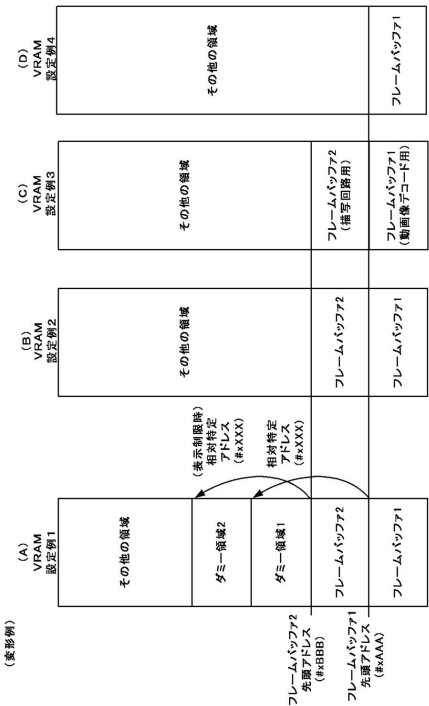 (変形例)
(A)
VRAM
設定例1
その他の領域
ダミー領域2
ダミー領域1
フレームバッファ2
フレームバッファ1
フレームバッファ2
先頭アドレス
(#xBBB)
フレームバッファ1
先頭アドレス
(#xAAA)
(表示制限時)
相対特定
アドレス
(#xXXX)
相対特定
アドレス
(#xXXX)
(B)
VRAM
設定例2
その他の領域
フレームバッファ2
フレームバッファ1
(C)
VRAM
設定例3
その他の領域
フレームバッファ2
(描写回路用)
フレームバッファ1
(動画像デコード用)
(D)
VRAM
設定例4
その他の領域
フレームバッファ1